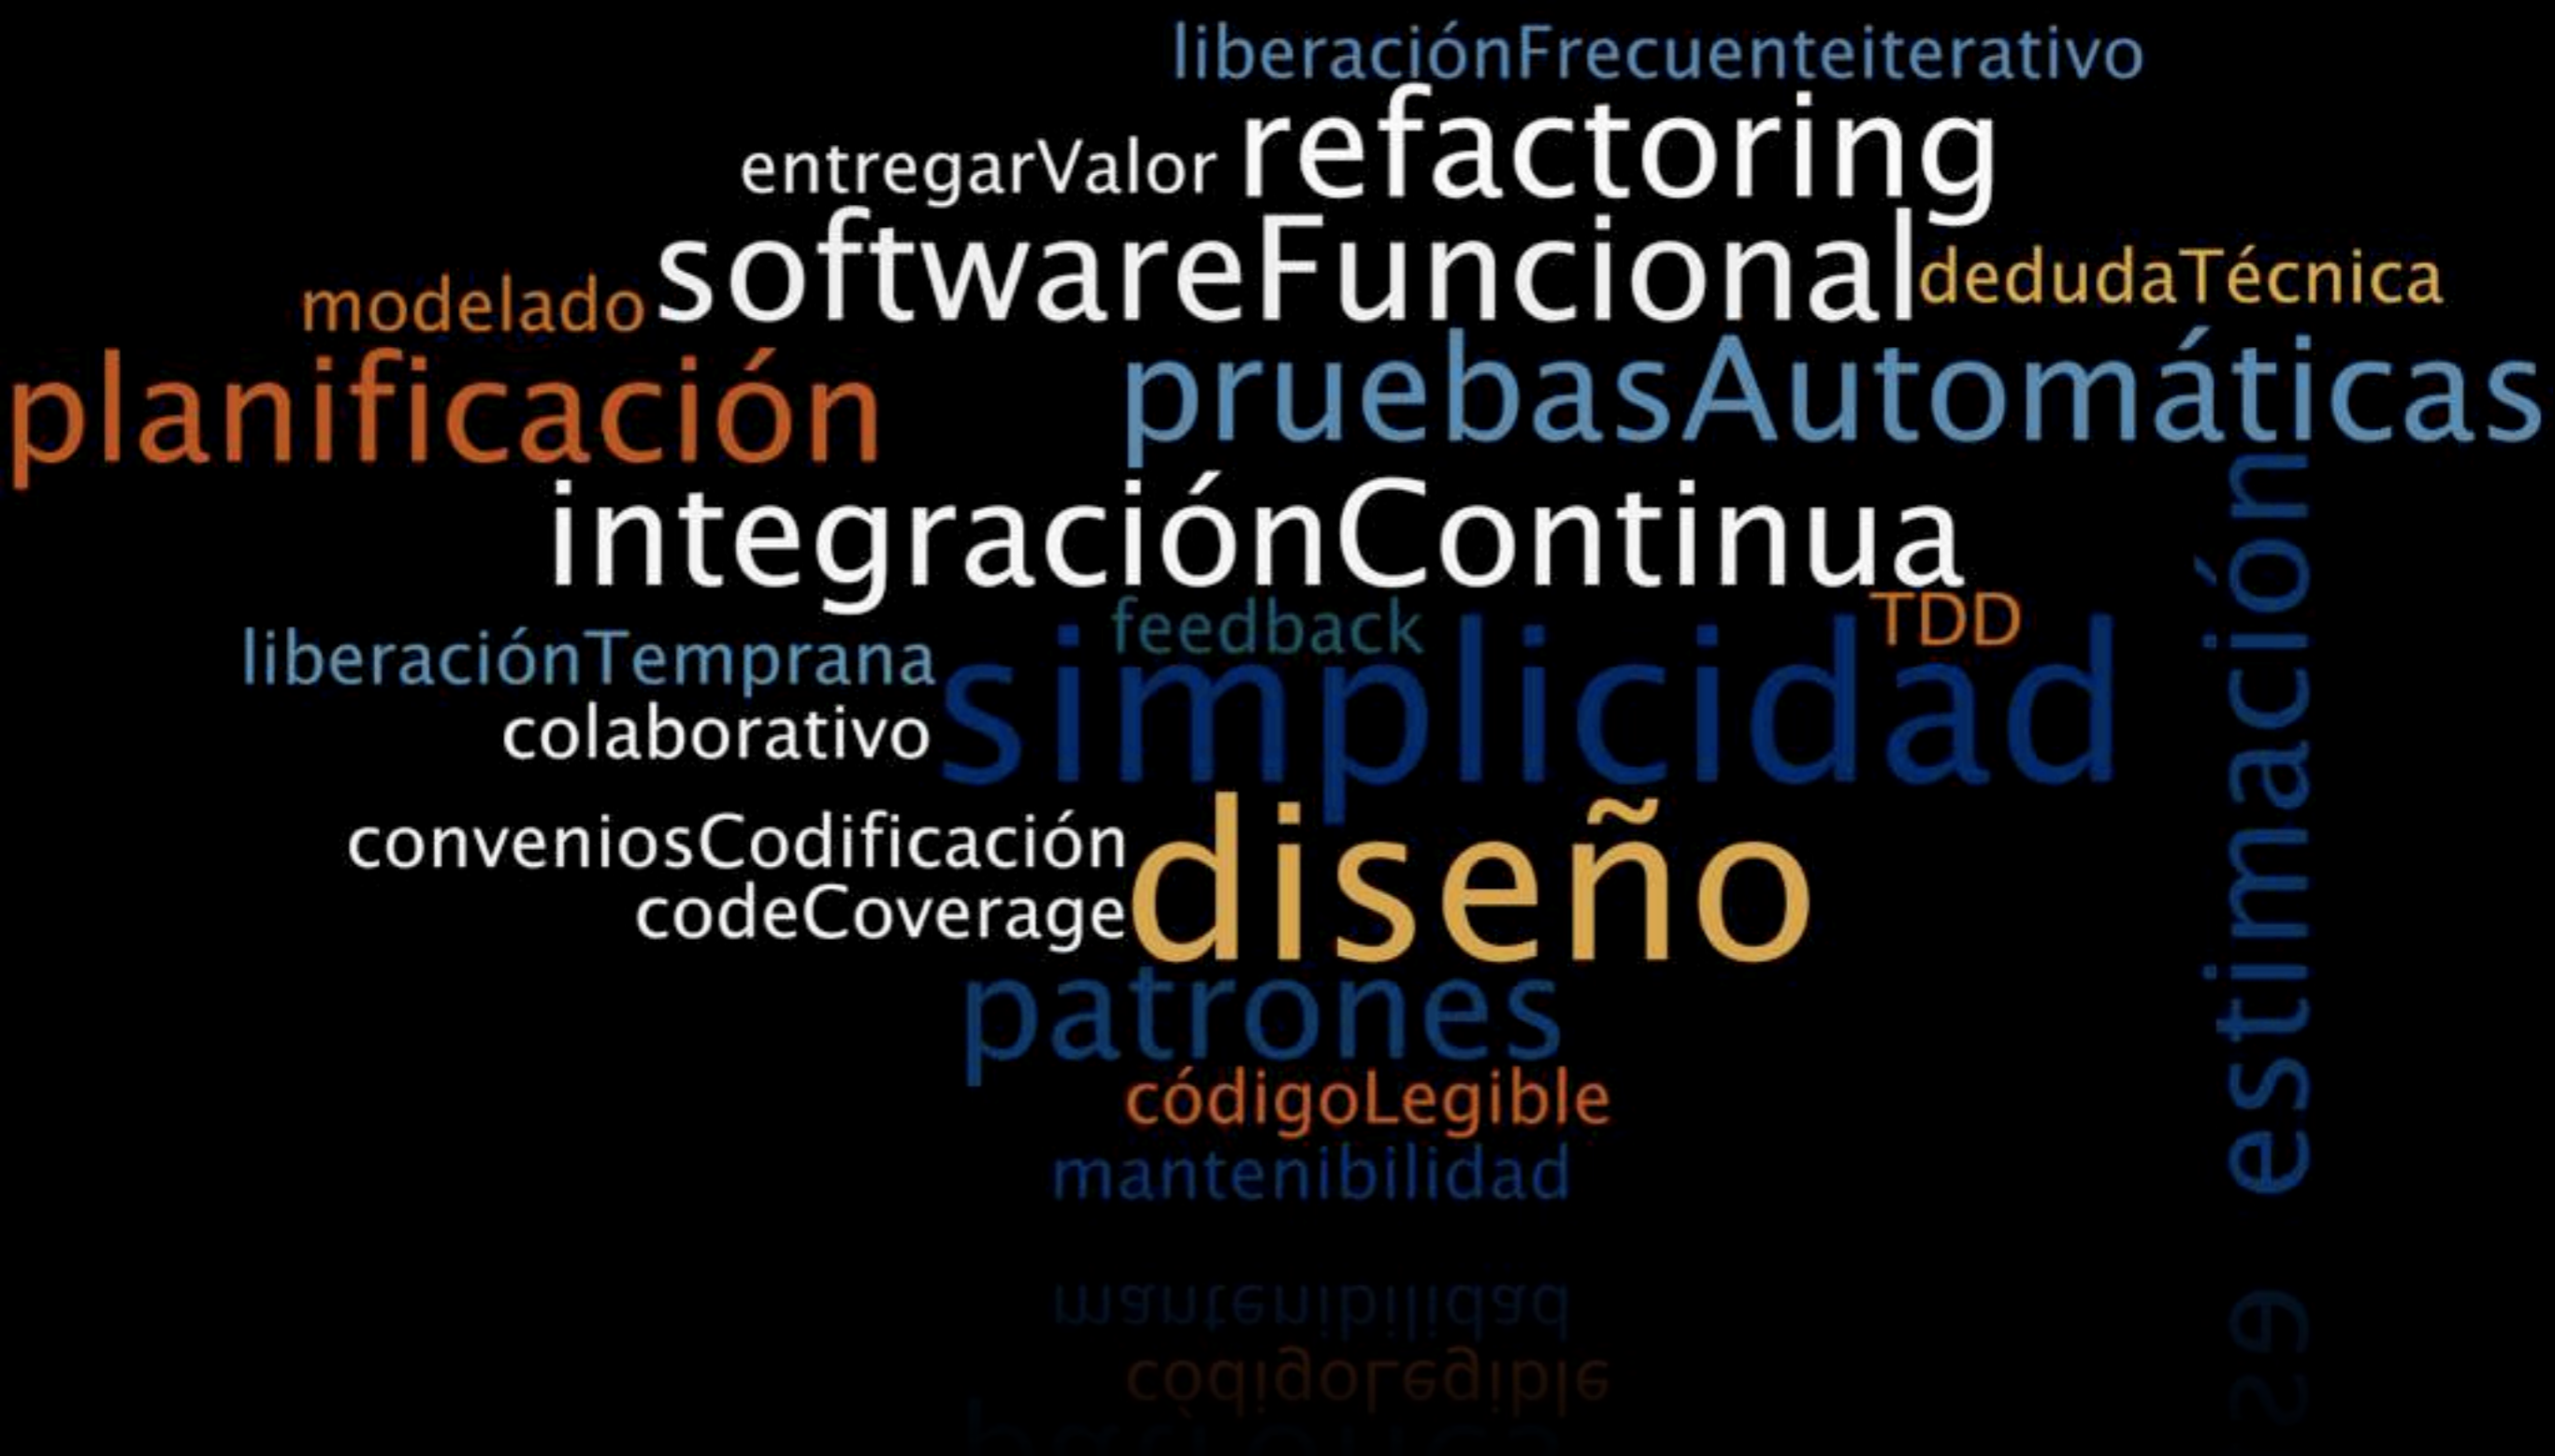 liberaciónFrecuenteiterativo
entregarValor refactoring
softwareFuncional dedudaTécnica
modelado
planificación pruebasAutomáticas
integraciónContinua
feedback TDD
liberaciónTemprana simplicidad
colaborativo
estimación
conveniosCodificación diseño
codeCoverage
patrones
códigoLegible
mantenibilidad